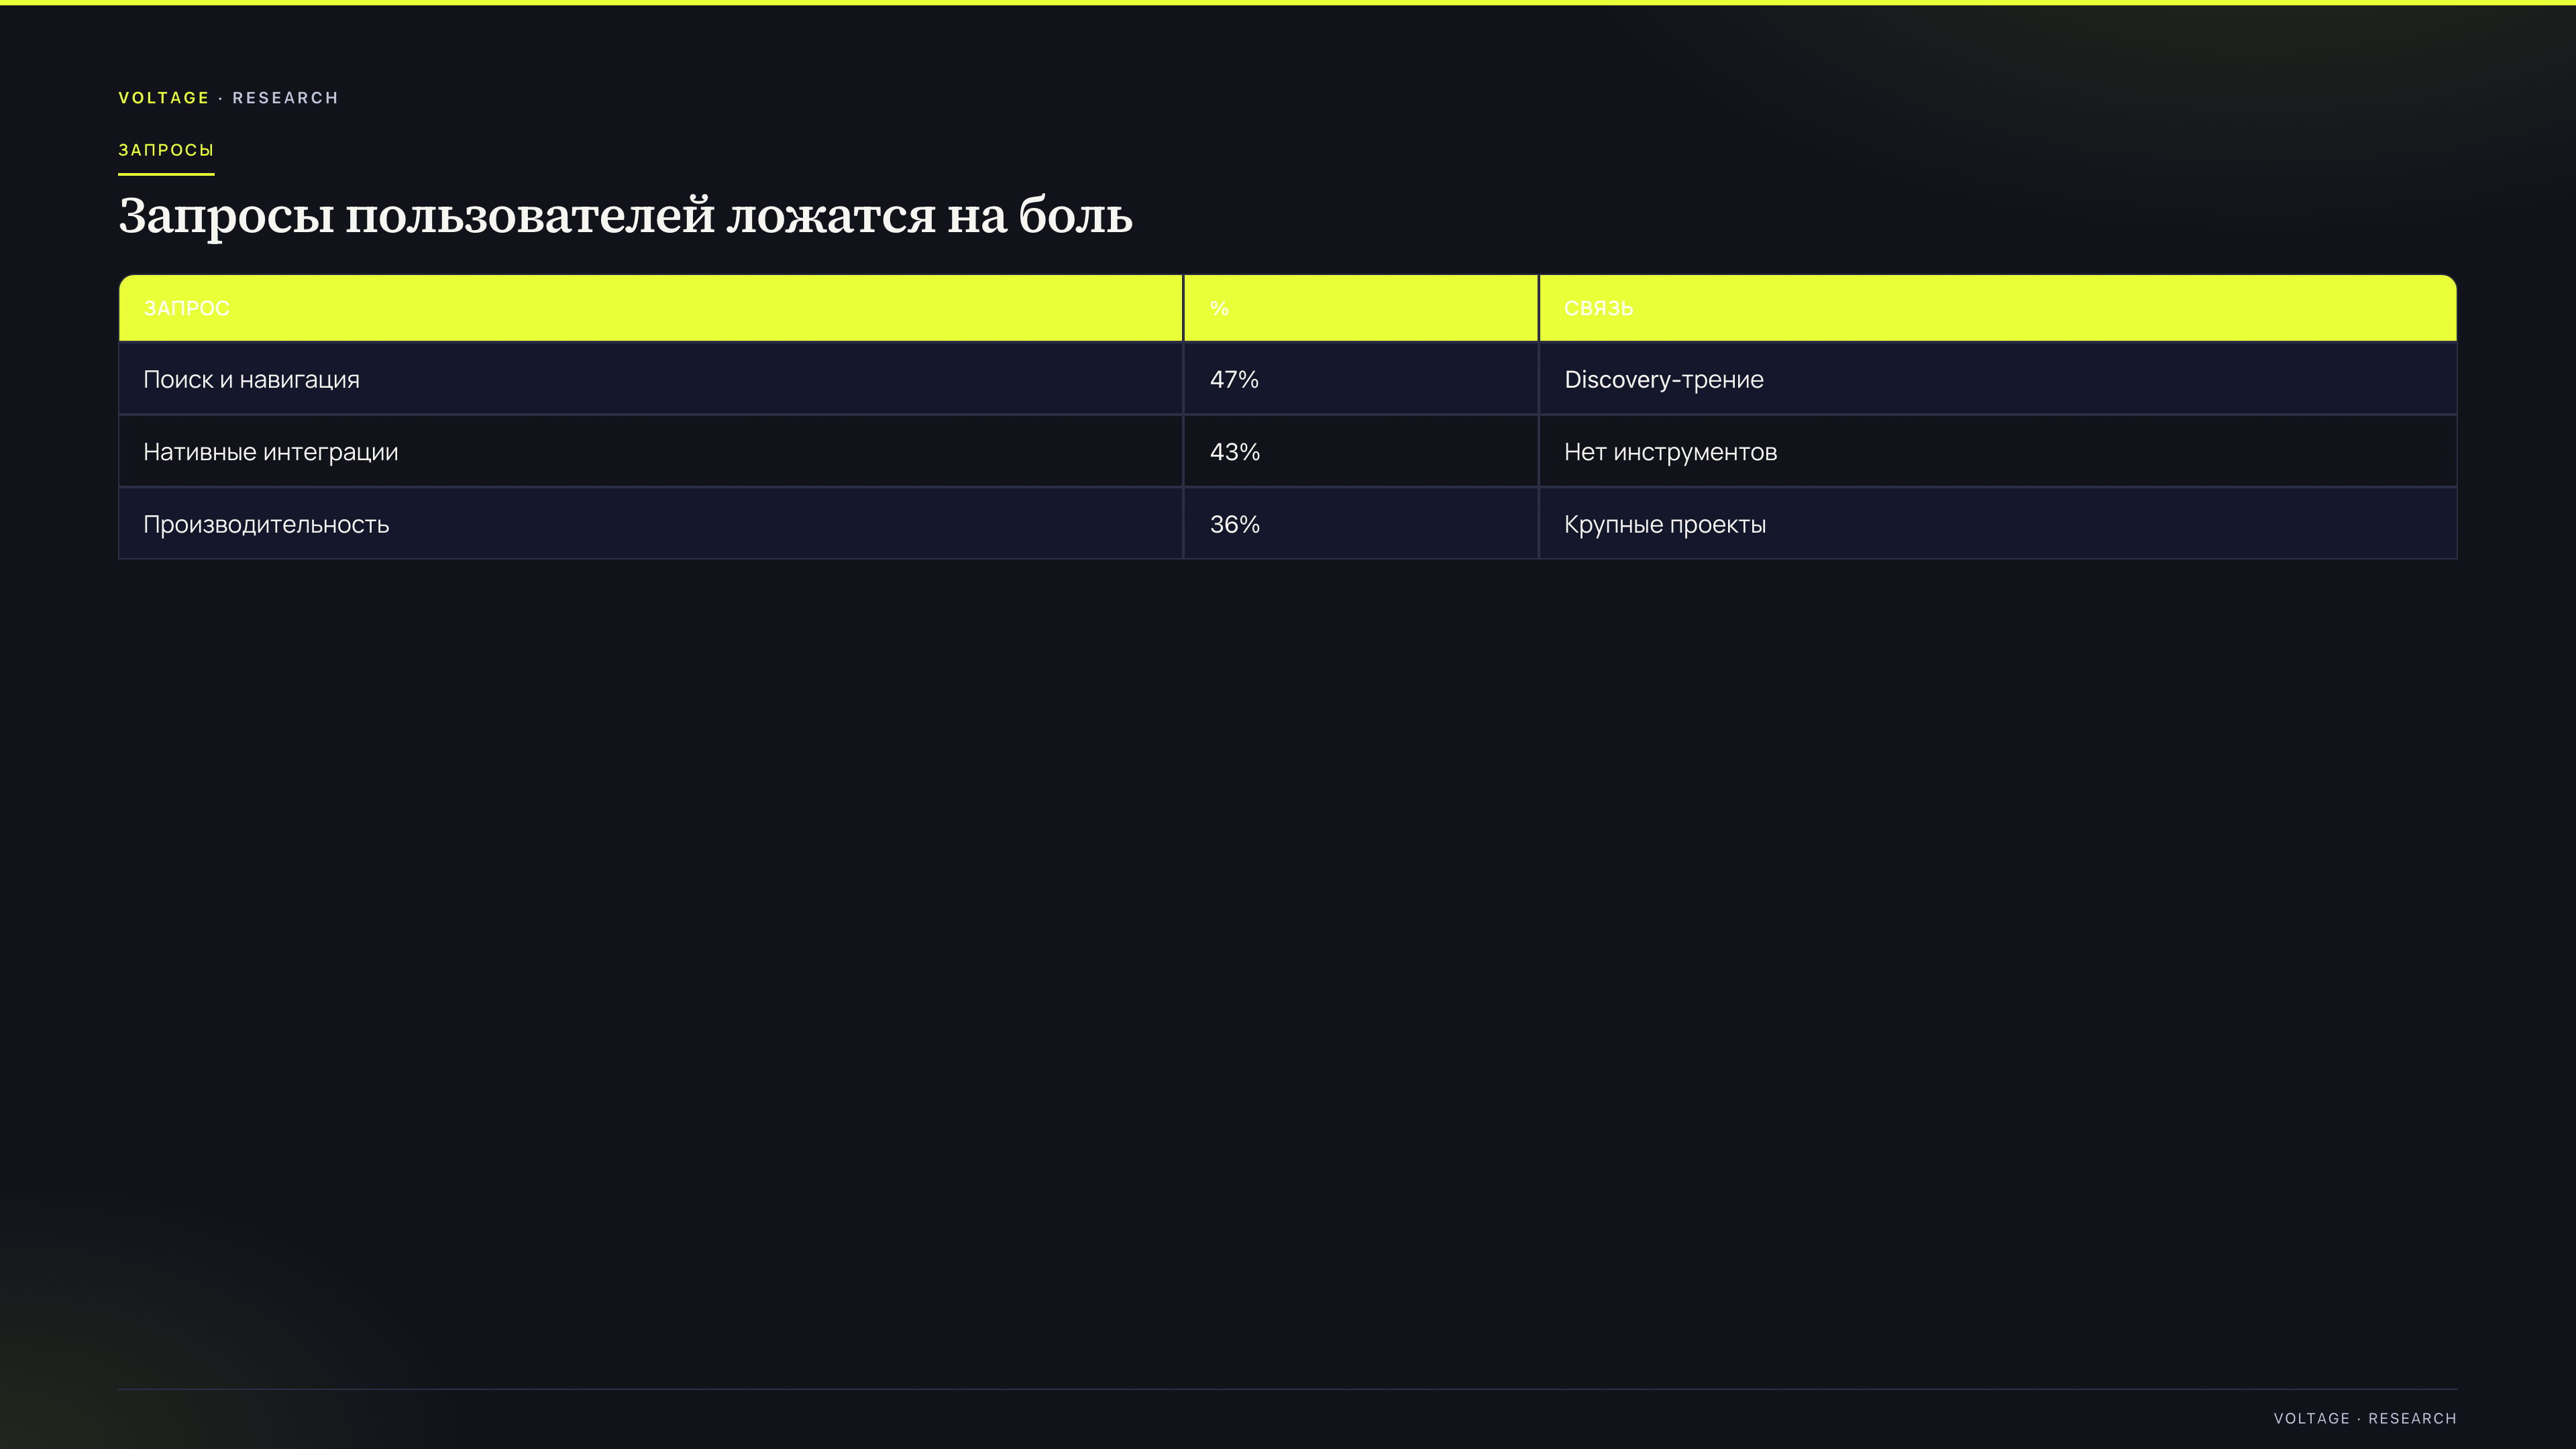 VOLTAGE · RESEARCH
ЗАПРОСЫ
Запросы пользователей ложатся на боль
ЗАПРОС % СВЯЗЬ
Поиск и навигация 47% Discovery-трение
Нативные интеграции 43% Нет инструментов
Производительность 36% Крупные проекты
VOLTAGE · RESEARCH